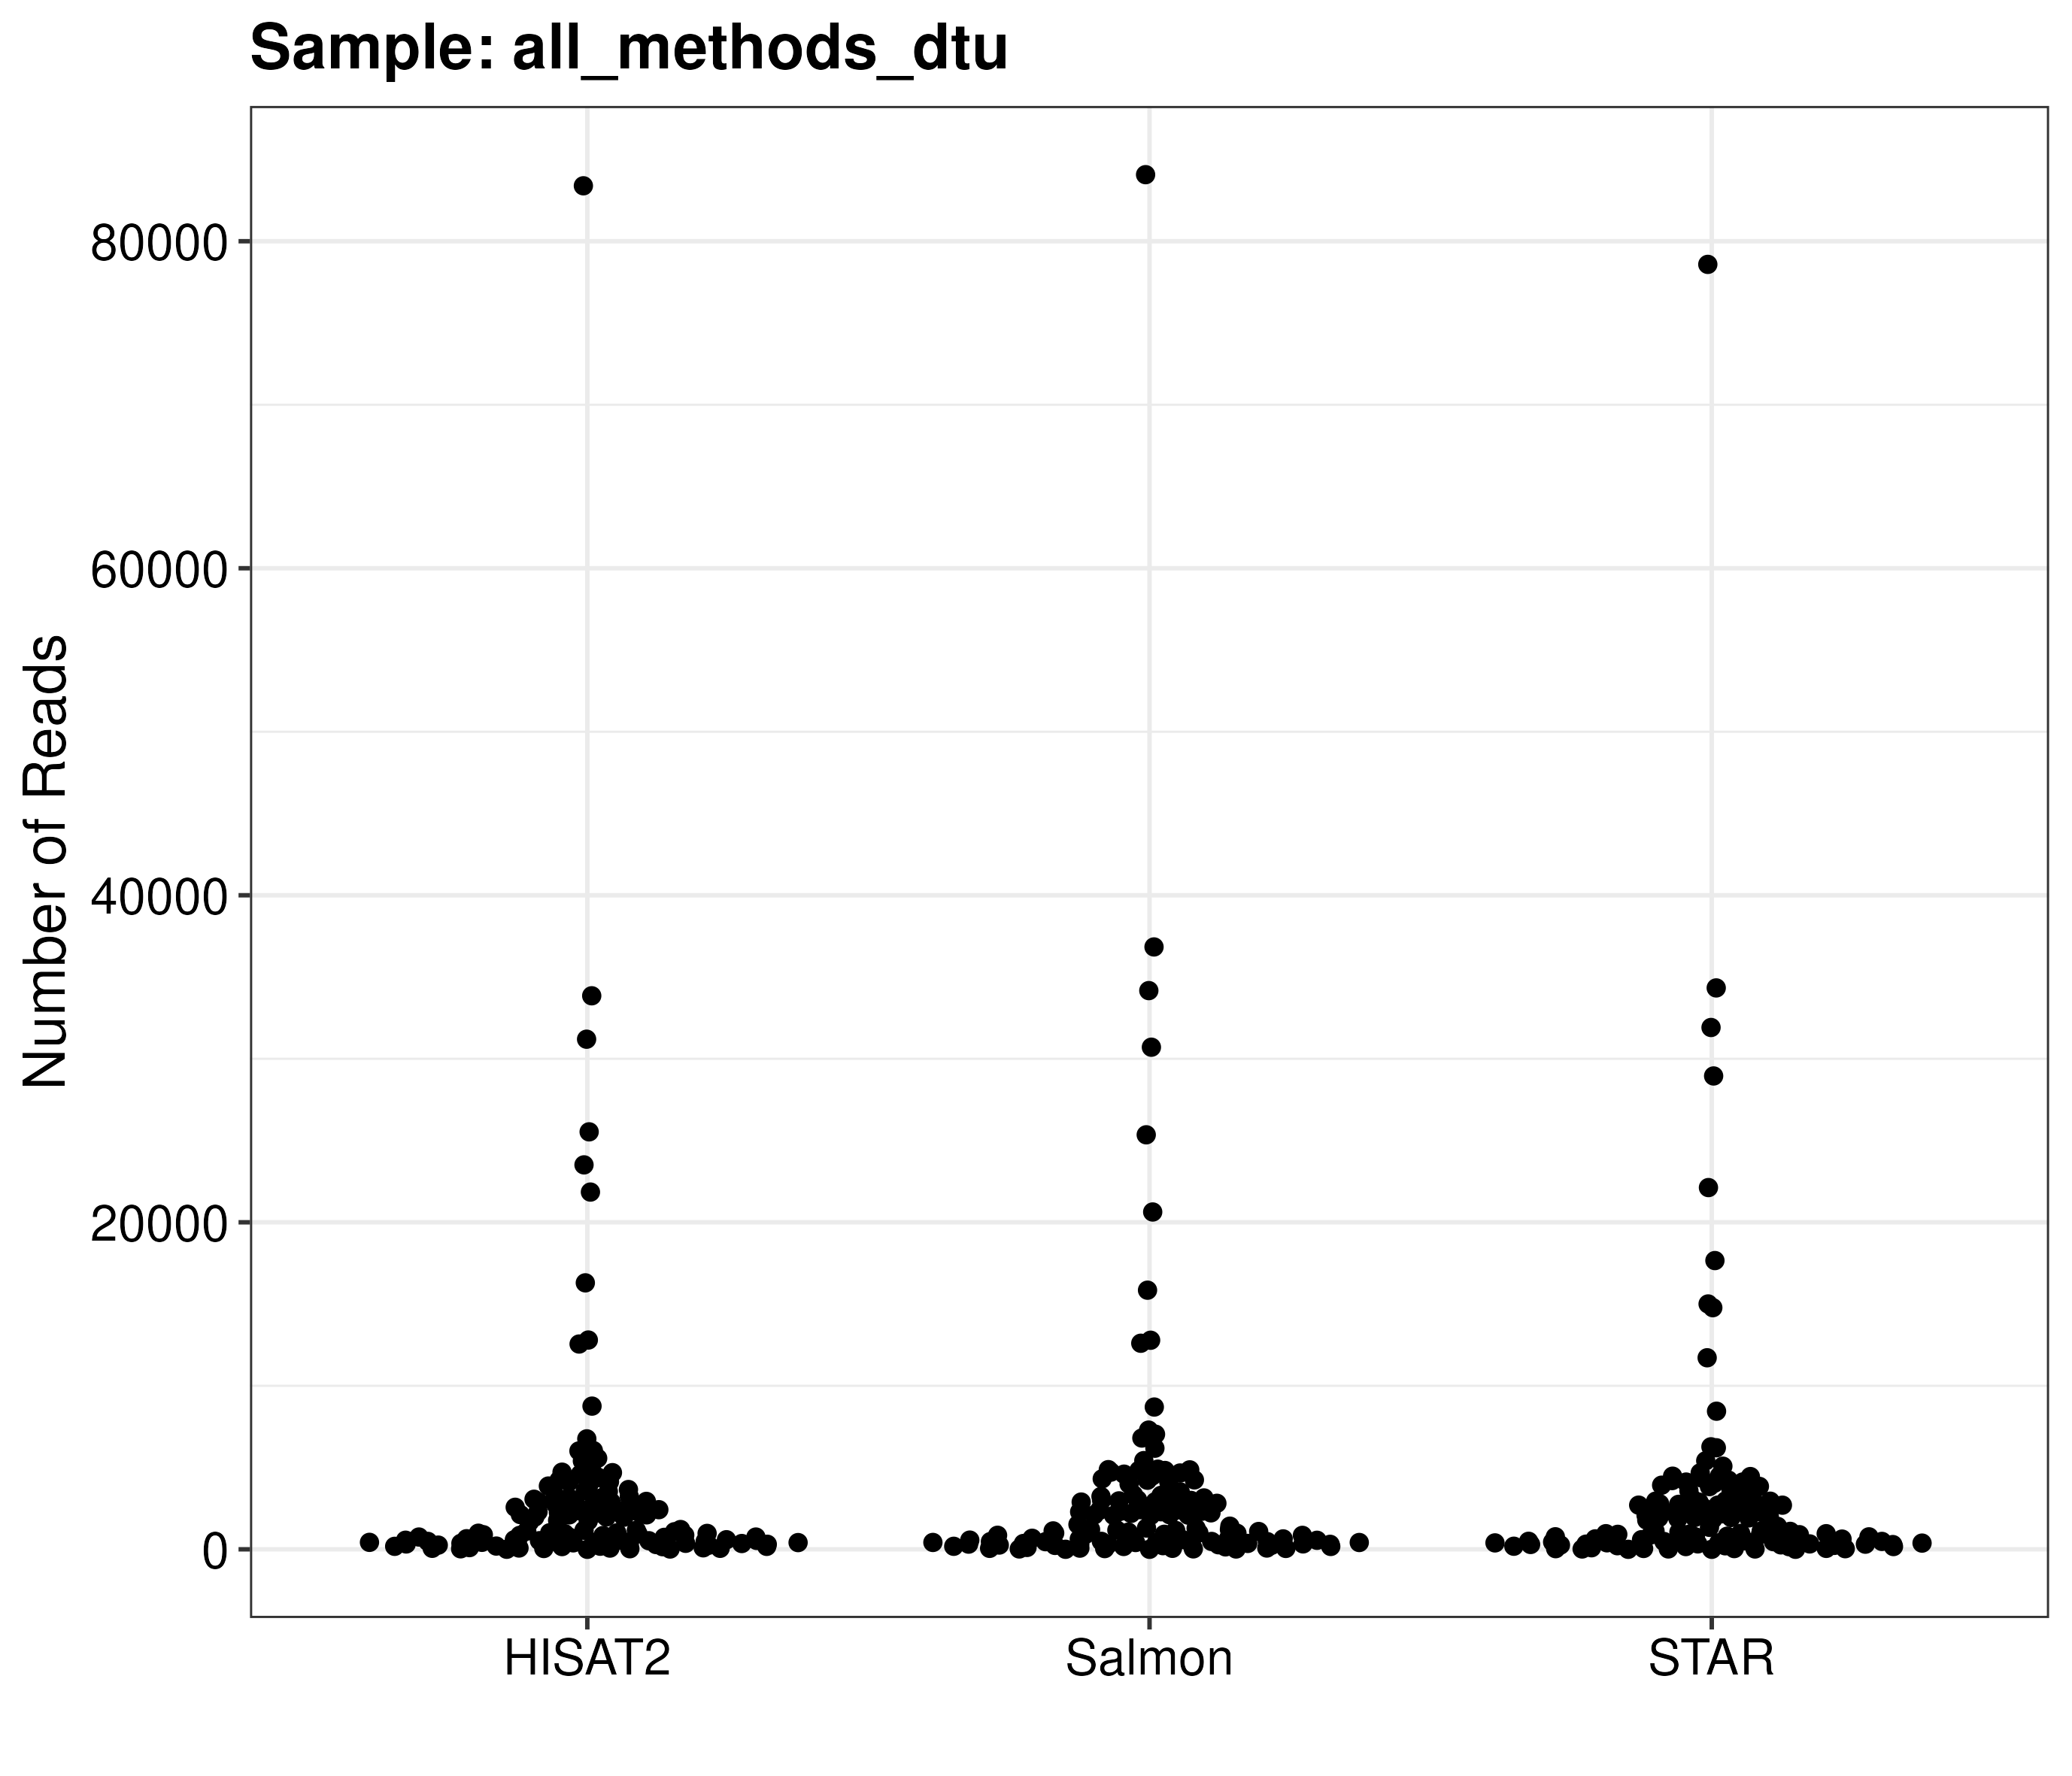 Sample: all_methods_dtu
Number of Reads
80000
60000
40000
20000
0
HISAT2 Salmon STAR